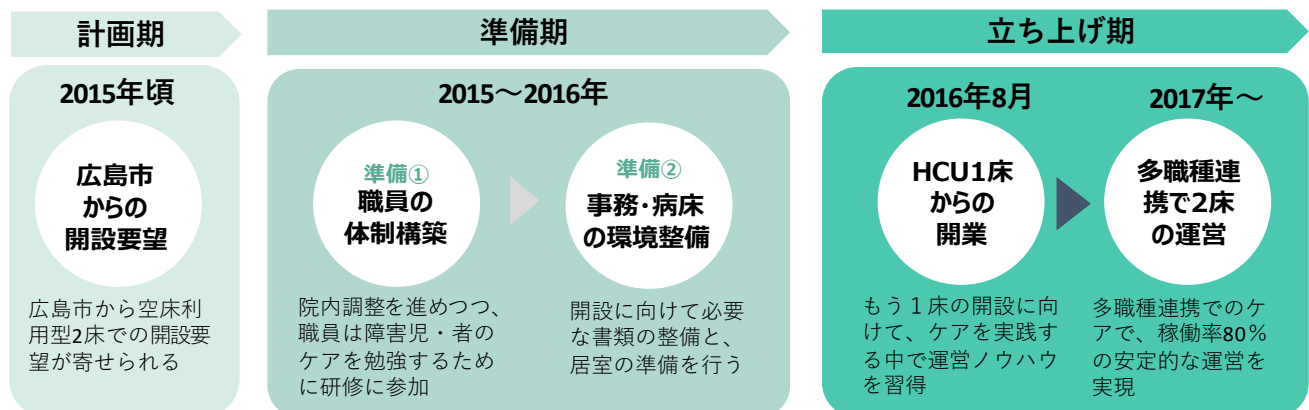 計画期
2015年頃
広島市
からの
開設要望
広島市から空床利
用型2床での開設要
望が寄せられる
準備期
2015～2016年
準備①
職員の
体制構築
院内調整を進めつつ、
職員は障害児・者の
ケアを勉強するため
に研修に参加
準備②
事務・病床
の環境整備
開設に向けて必要
な書類の整備と、
居室の準備を行う
立ち上げ期
2016年8月
HCU1床
からの
開業
もう１床の開設に向
けて、ケアを実践す
る中で運営ノウハウ
を習得
2017年～
多職種連
携で2床
の運営
多職種連携でのケ
アで、稼働率80％
の安定的な運営を
実現